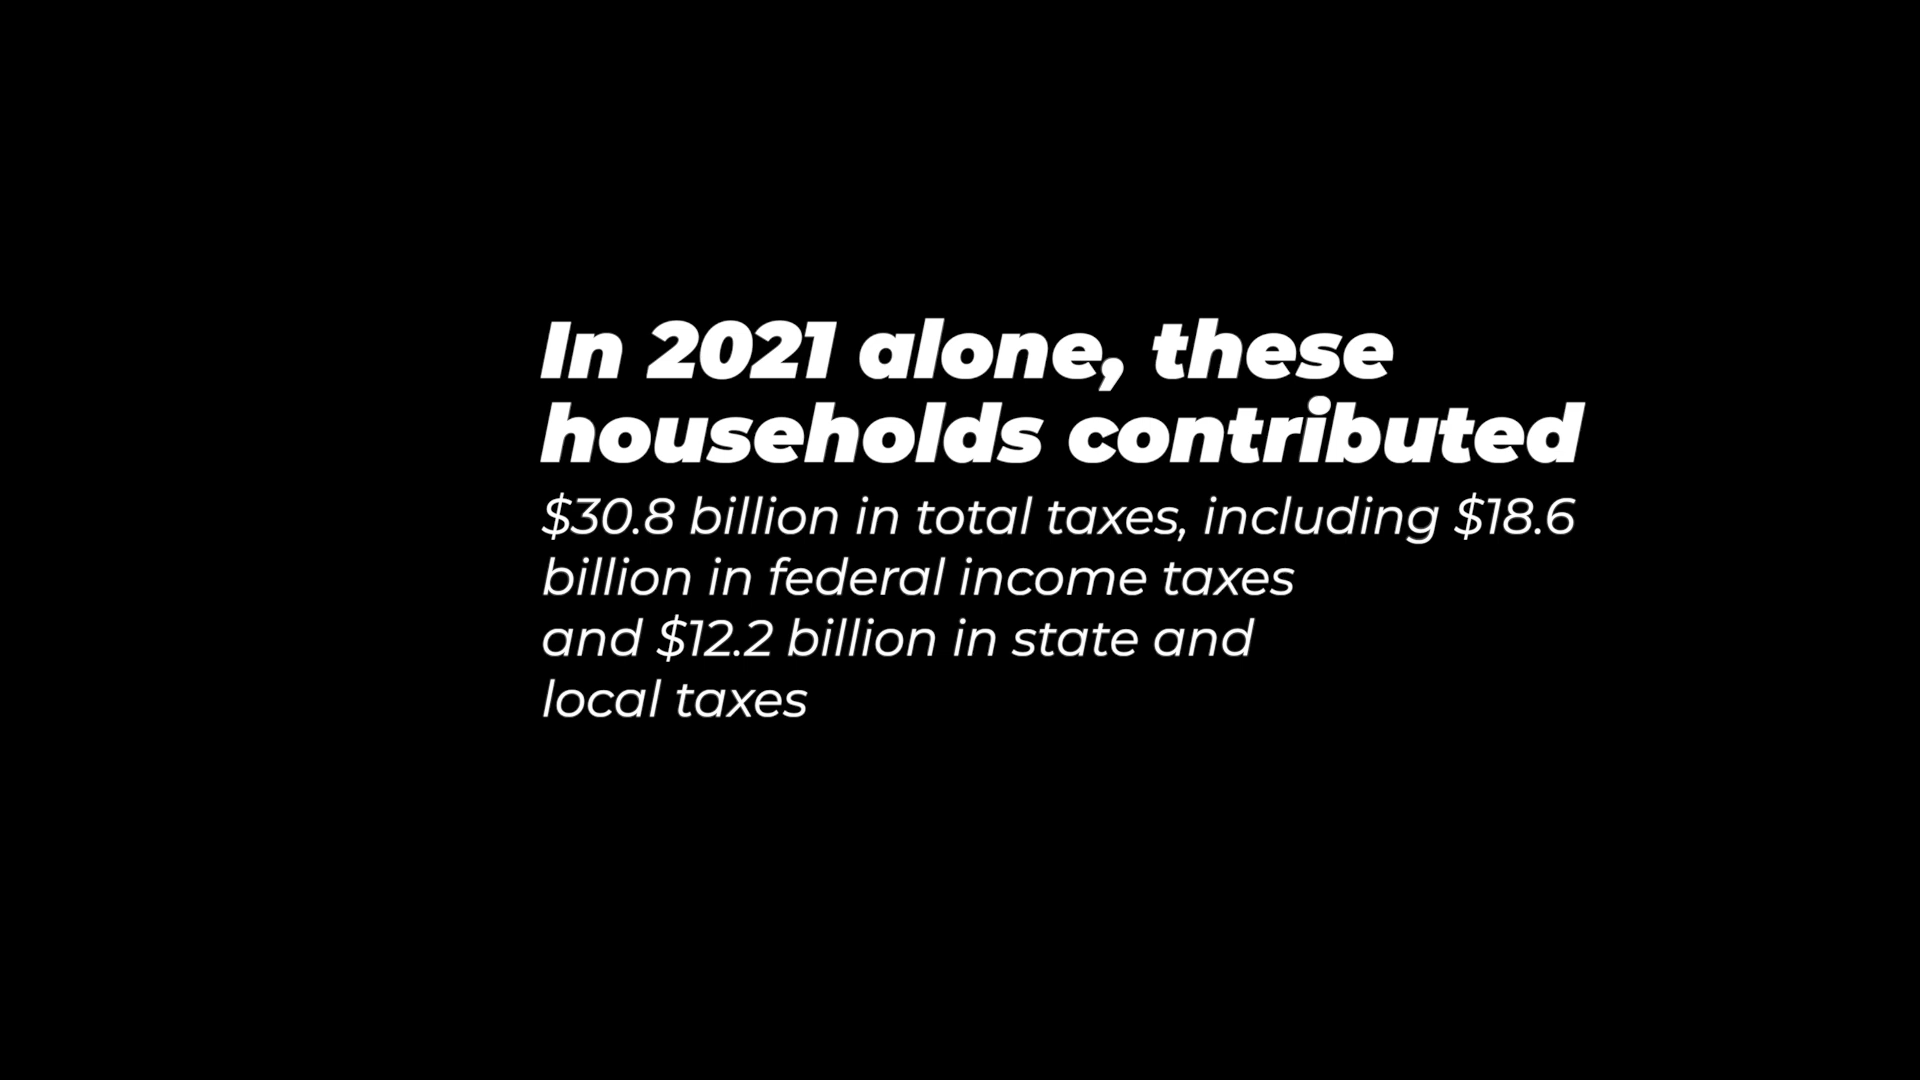 In 2021 alone, these
households contributed
$30.8 billion in total taxes, including $18.6
billion in federal income taxes
and $12.2 billion in state and
local taxes